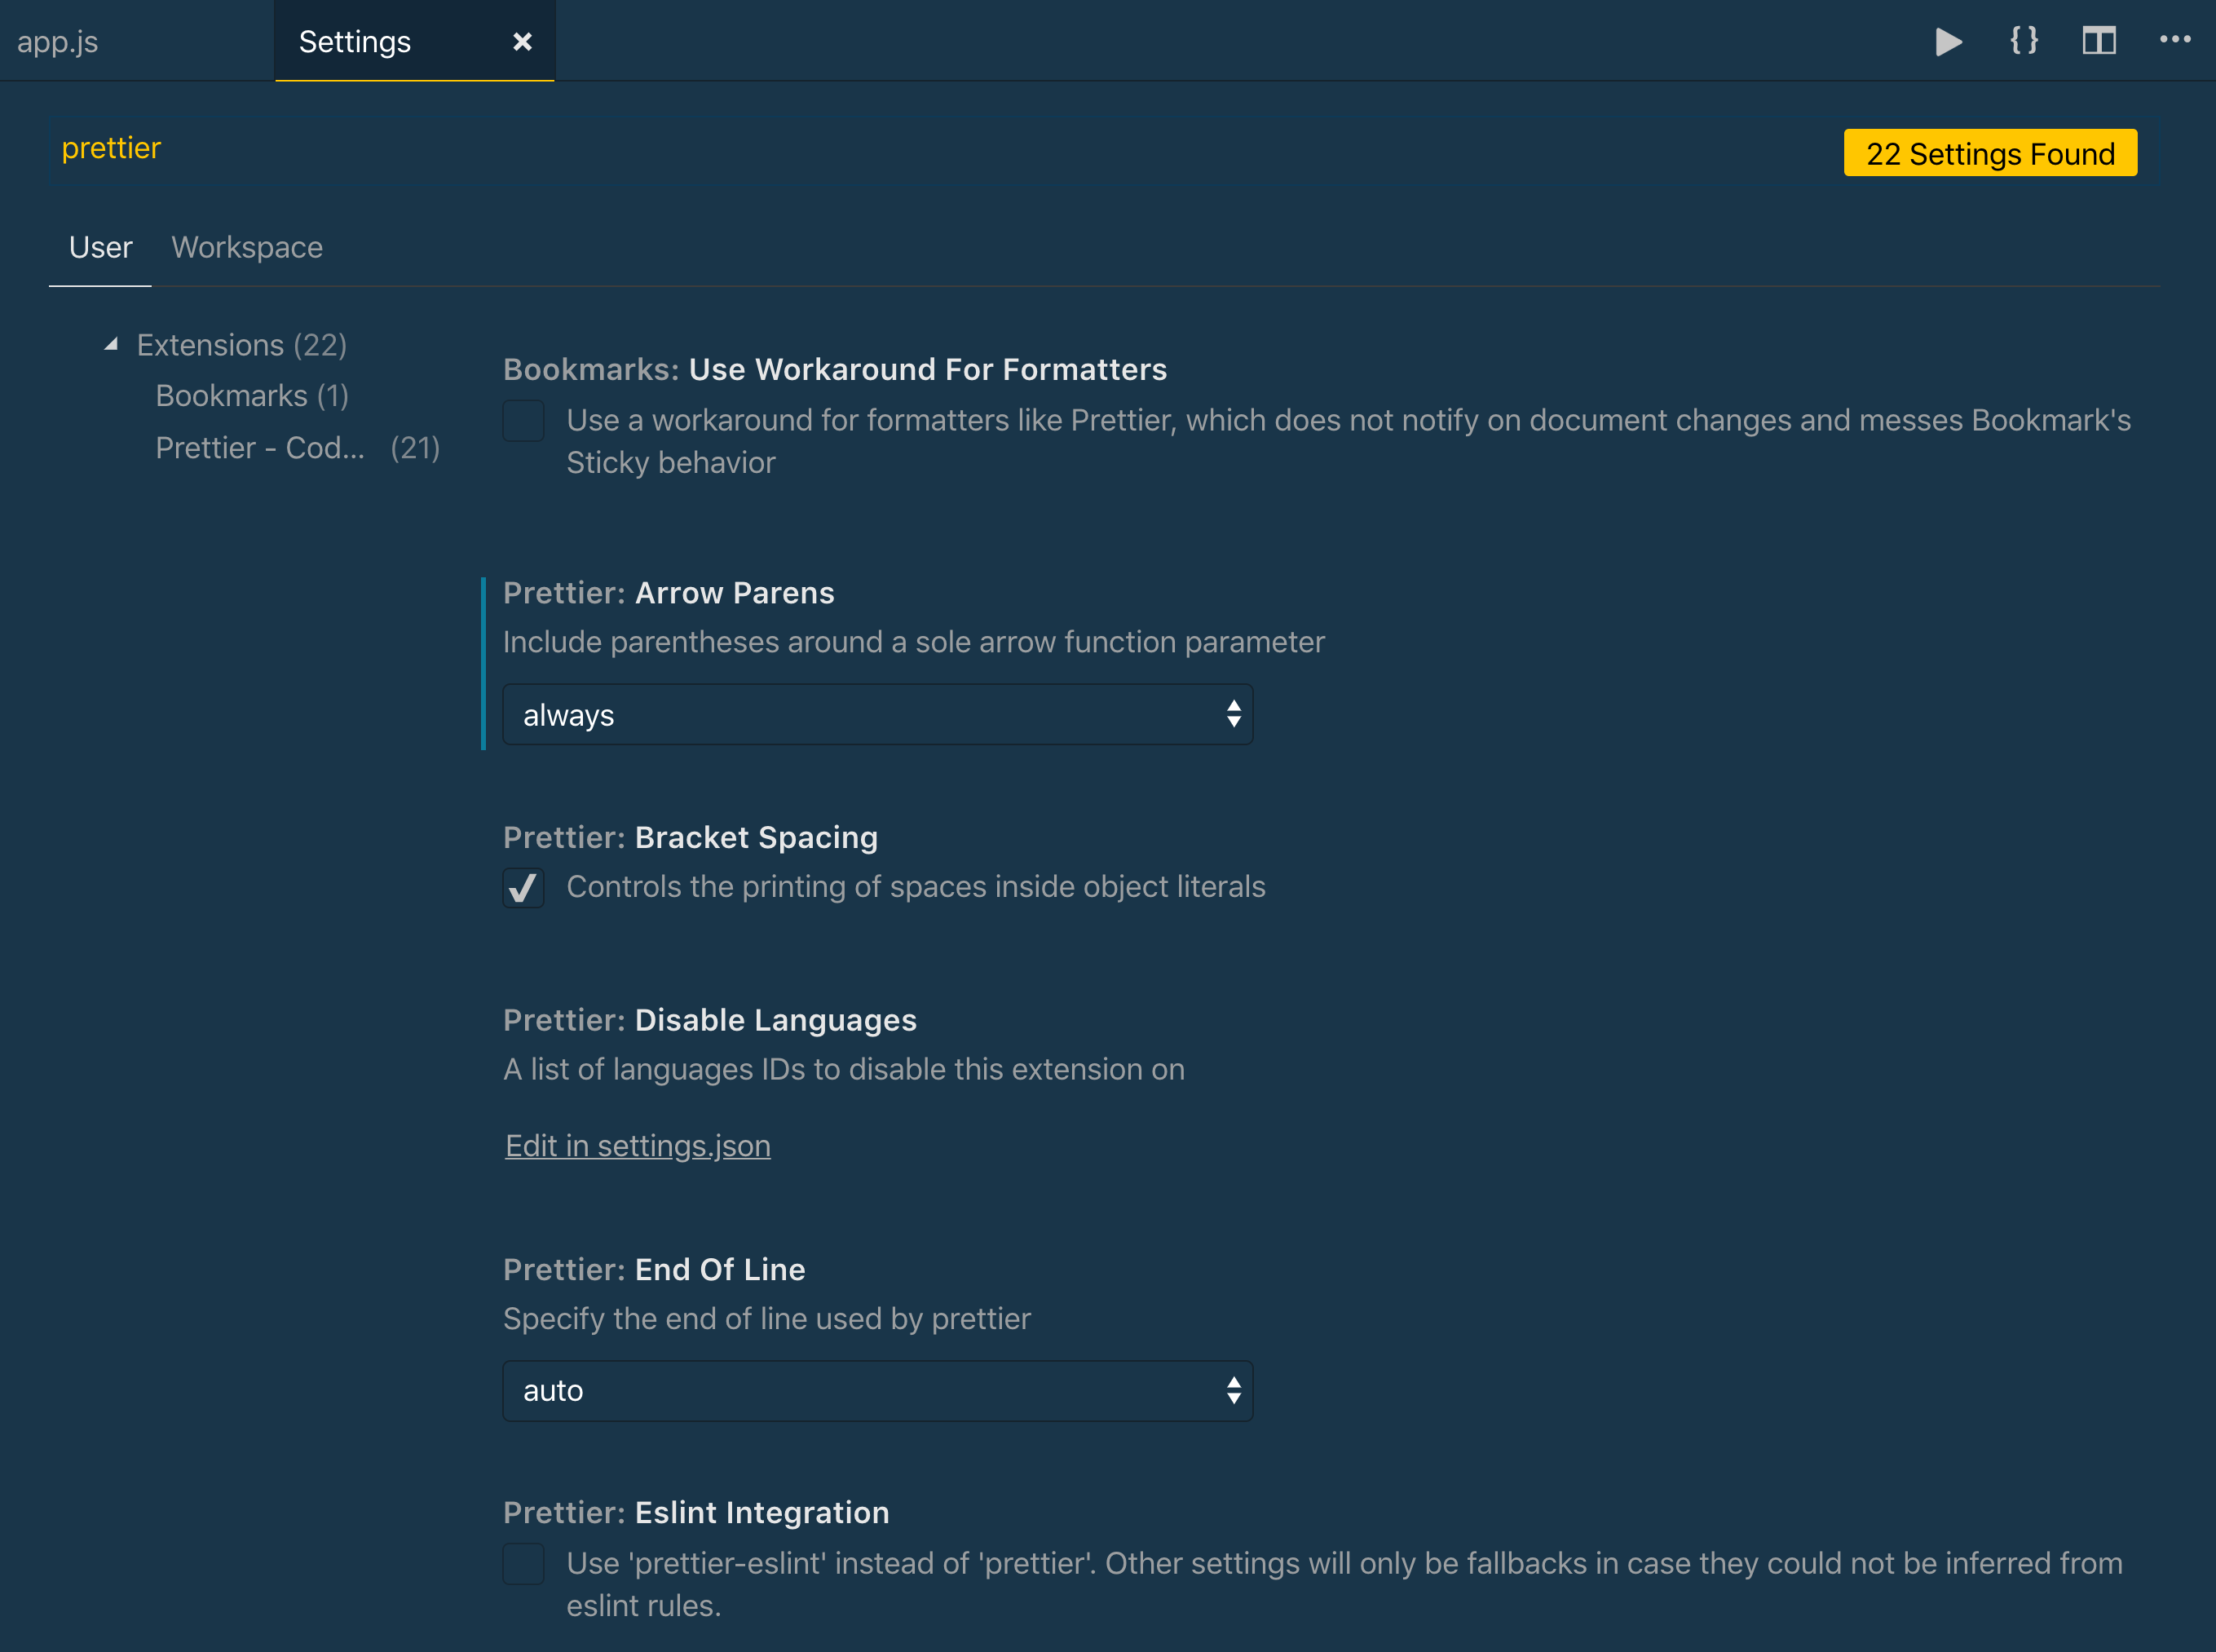 app.js
Settings
prettier
22 Settings Found
User Workspace
Extensions (22)
Bookmarks (1)
Prettier - Cod... (21)
Bookmarks: Use Workaround For Formatters
Use a workaround for formatters like Prettier, which does not notify on document changes and messes Bookmark's
Sticky behavior
Prettier: Arrow Parens
Include parentheses around a sole arrow function parameter
always
Prettier: Bracket Spacing
Controls the printing of spaces inside object literals
Prettier: Disable Languages
A list of languages IDs to disable this extension on
Edit in settings.json
Prettier: End Of Line
Specify the end of line used by prettier
auto
Prettier: Eslint Integration
Use 'prettier-eslint' instead of 'prettier'. Other settings will only be fallbacks in case they could not be inferred from
eslint rules.